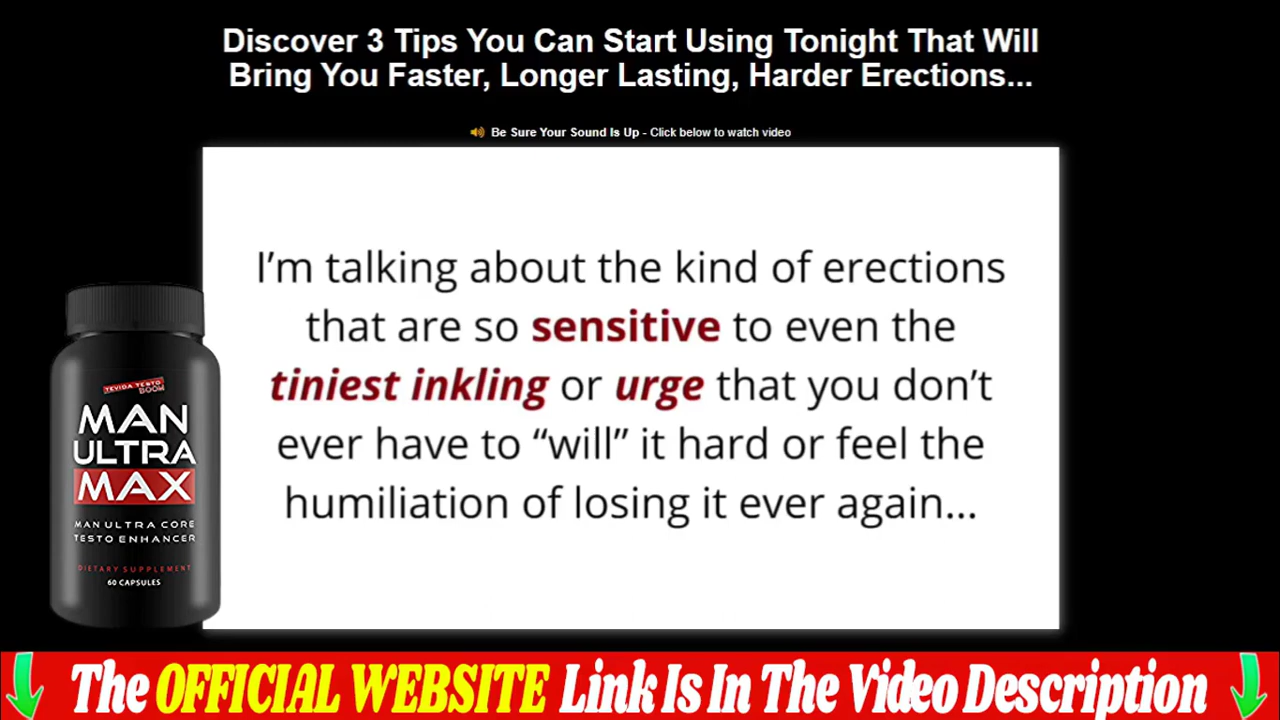 Discover 3 Tips You Can Start Using Tonight That Will
Bring You Faster, Longer Lasting, Harder Erections...
Be Sure Your Sound Is Up - Click below to watch video
I'm talking about the kind of erections
that are so sensitive to even the
tiniest inkling or urge that you don't
ever have to “will” it hard or feel the
humiliation of losing it ever again...
TEVIDA TESTO
BOOM
MAN
ULTRA
MAX
MAN ULTRA CORE
TESTO ENHANCER
DIETARY SUPPLEMENT
60 CAPSULES
The OFFICIAL WEBSITE Link Is In The Video Description